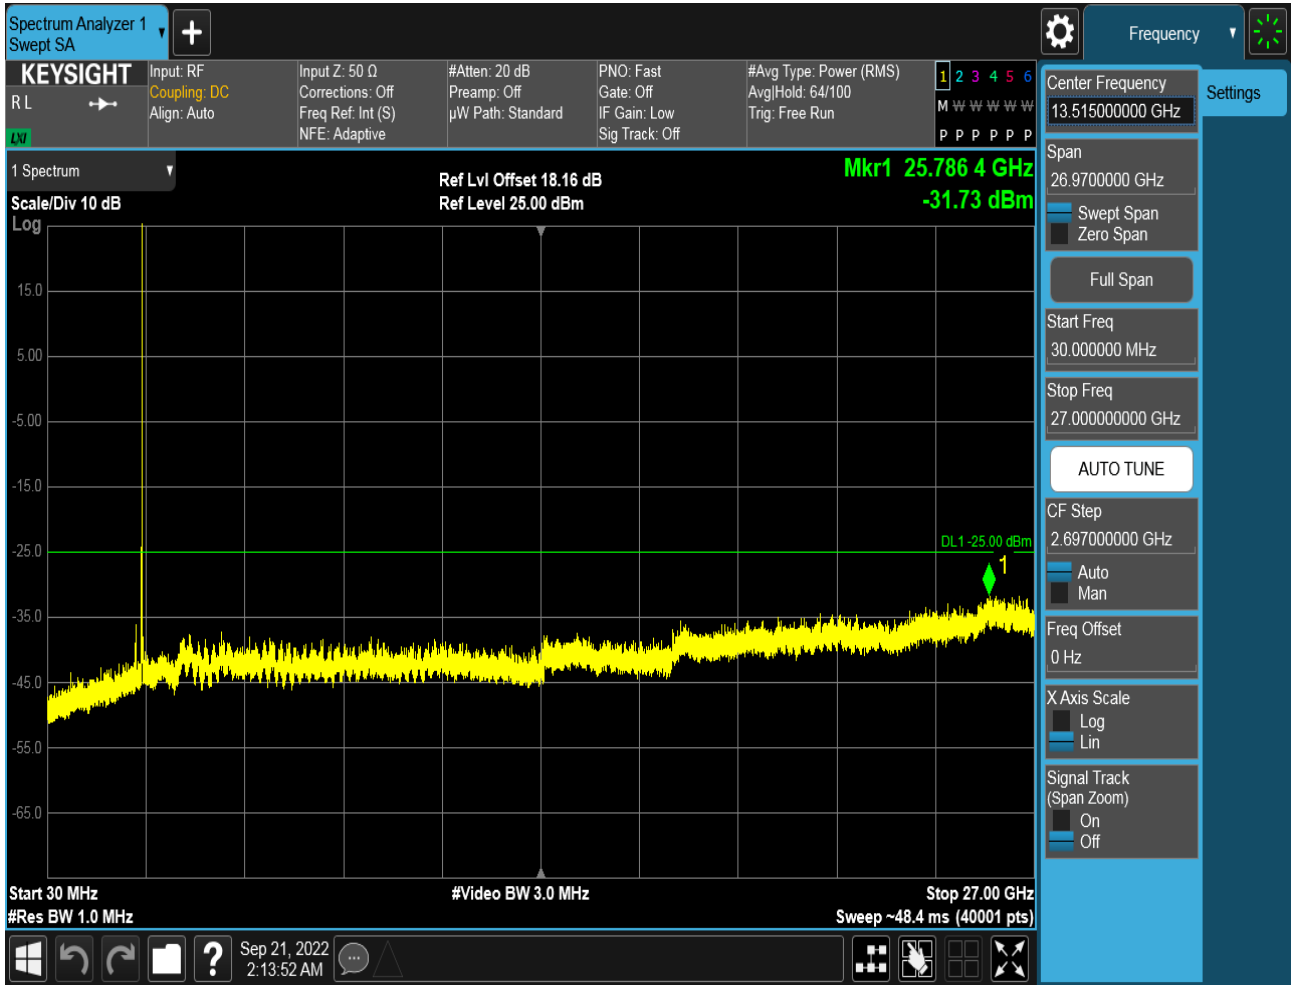 Spectrum Analyzer 1
Swept SA
Frequency
KEYSIGHT
R L
LXI
Input: RF
Coupling: DC
Align: Auto
Input Z: 50 Ω
Corrections: Off
Freq Ref: Int (S)
NFE: Adaptive
#Atten: 20 dB
Preamp: Off
µW Path: Standard
PNO: Fast
Gate: Off
IF Gain: Low
Sig Track: Off
#Avg Type: Power (RMS)
Avg|Hold: 64/100
Trig: Free Run
1 2 3 4 5 6
M W W W W W
P P P P P P
1 Spectrum
Scale/Div 10 dB
Log
Ref Lvl Offset 18.16 dB
Ref Level 25.00 dBm
Mkr1 25.786 4 GHz
-31.73 dBm
15.0
5.00
-5.00
-15.0
-25.0
-35.0
-45.0
-55.0
-65.0
DL1 -25.00 dBm
1
Start 30 MHz
#Res BW 1.0 MHz
#Video BW 3.0 MHz
Stop 27.00 GHz
Sweep ~48.4 ms (40001 pts)
Center Frequency
13.515000000 GHz
Span
26.9700000 GHz
Swept Span
Zero Span
Full Span
Start Freq
30.000000 MHz
Stop Freq
27.000000000 GHz
AUTO TUNE
CF Step
2.697000000 GHz
Auto
Man
Freq Offset
0 Hz
X Axis Scale
Log
Lin
Signal Track
(Span Zoom)
On
Off
Settings
?
Sep 21, 2022
2:13:52 AM